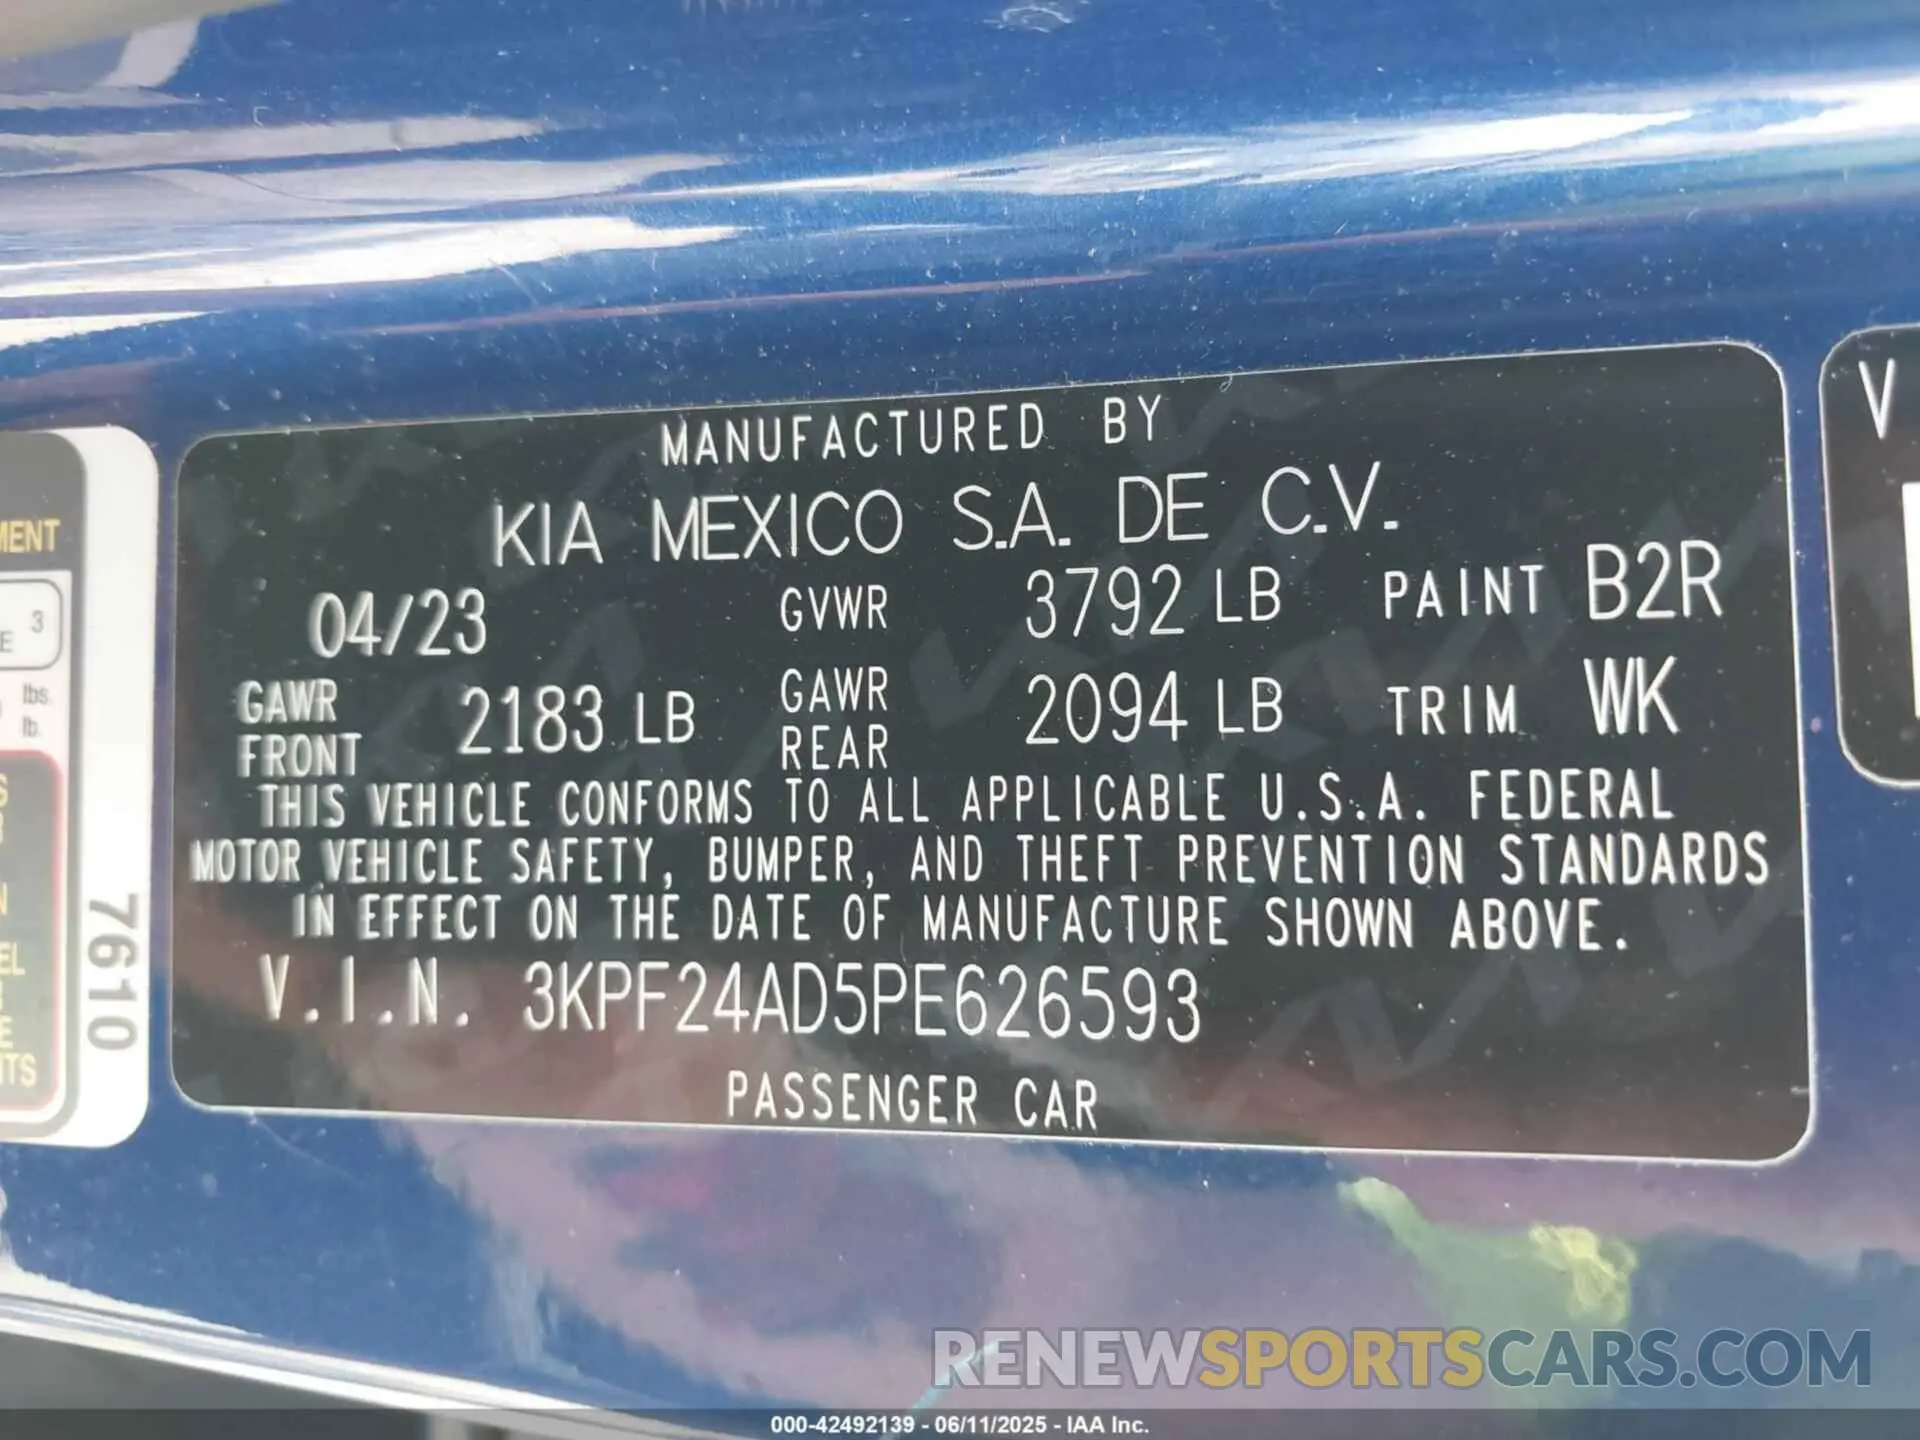 MANUFACTURED BY
KIA MEXICO S.A. DE C.V.
04/23 GVWR 3792 LB PAINT B2R
GAWR FRONT 2183 LB GAWR REAR 2094 LB TRIM WK
THIS VEHICLE CONFORMS TO ALL APPLICABLE U.S.A. FEDERAL
MOTOR VEHICLE SAFETY, BUMPER, AND THEFT PREVENTION STANDARDS
IN EFFECT ON THE DATE OF MANUFACTURE SHOWN ABOVE.
V.I.N. 3KPF24AD5PE626593
PASSENGER CAR
3
lbs.
lb.
7610
V
RENEWSPORTSCARS.COM
000-42492139 - 06/11/2025 - IAA Inc.